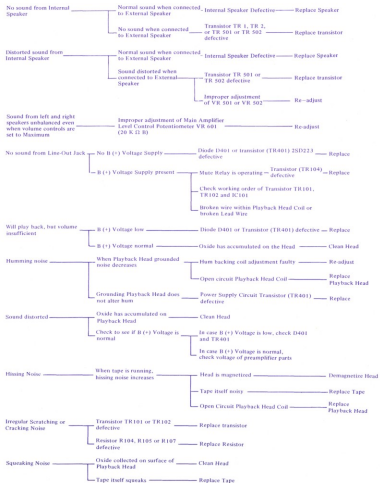 No sound from Internal Speaker
Normal sound when connected to External Speaker
Internal Speaker Defective
Replace Speaker
No sound when connected to External Speaker
Transistor TR 1, TR 2, or TR 501 or TR 502 defective
Replace transistor
Distorted sound from Internal Speaker
Normal sound when connected to External Speaker
Internal Speaker Defective
Replace Speaker
Sound distorted when connected to External Speaker
Transistor TR 501 or TR 502 defective
Replace transistor
Improper adjustment of VR 501 or VR 502
Re-adjust
Sound from left and right speakers unbalanced even when volume controls are set to Maximum
Improper adjustment of Main Amplifier Level Control Potentiometer VR 601 (20 K Ω B)
Re-adjust
No sound from Line-Out Jack
No B (+) Voltage Supply
Diode D401 or transistor (TR401) 2SD223 defective
Replace
B (+) Voltage Supply present
Mute Relay is operating
Transistor (TR104) defective
Replace
Check working order of Transistor TR101, TR102 and IC101
Broken wire within Playback Head Coil or broken Lead Wire
Will play back, but volume insufficient
B (+) Voltage low
Diode D401 or Transistor (TR401) defective
Replace
B (+) Voltage normal
Oxide has accumulated on the Head
Clean Head
Humming noise
When Playback Head grounded noise decreases
Hum bucking coil adjustment faulty
Re-adjust
Open circuit Playback Head Coil
Replace Playback Head
Grounding Playback Head does not alter hum
Power Supply Circuit Transistor (TR401) defective
Replace
Sound distorted
Oxide has accumulated on Playback Head
Clean Head
Check to see if B (+) Voltage is normal
In case B (+) Voltage is low, check D401 and TR401
In case B (+) Voltage is normal, check voltage of preamplifier parts
Hissing Noise
When tape is running, hissing noise increases
Head is magnetized
Demagnetize Head
Tape itself noisy
Replace Tape
Open Circuit Playback Head Coil
Replace Playback Head
Irregular Scratching or Cracking Noise
Transistor TR101 or TR102 defective
Replace transistor
Resistor R104, R105 or R107 defective
Replace Resistor
Squeaking Noise
Oxide collected on surface of Playback Head
Clean Head
Tape itself squeaks
Replace Tape